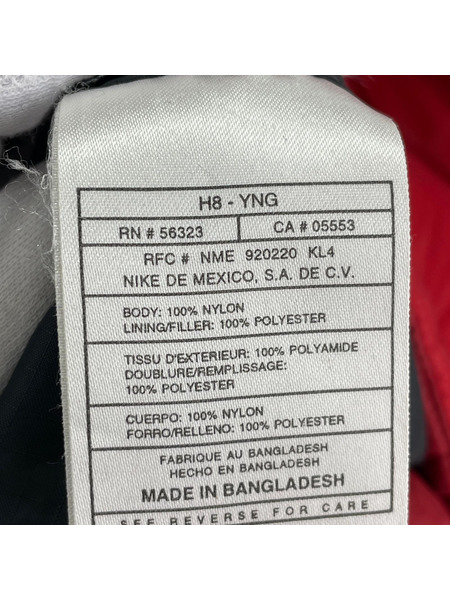 H8 - YNG
RN # 56323 CA # 05553
RFC # NME 920220 KL4
NIKE DE MEXICO, S.A. DE C.V.
BODY: 100% NYLON
LINING/FILLER: 100% POLYESTER
TISSU D'EXTERIEUR: 100% POLYAMIDE
DOUBLURE/REMPLISSAGE:
100% POLYESTER
CUERPO: 100% NYLON
FORRO/RELLENO: 100% POLYESTER
FABRIQUE AU BANGLADESH
HECHO EN BANGLADESH
MADE IN BANGLADESH
SEE REVERSE FOR CARE